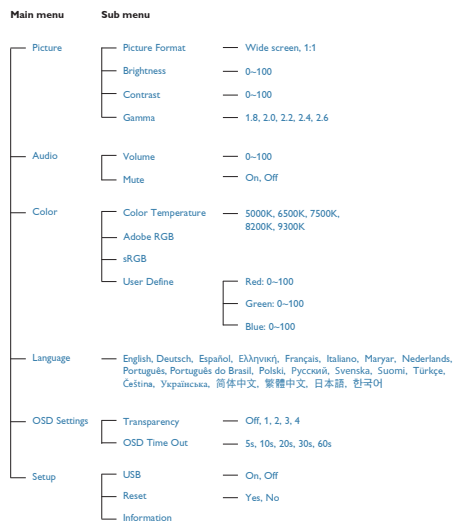 Main menu Sub menu
Picture Picture Format Wide screen, 1:1
Brightness 0~100
Contrast 0~100
Gamma 1.8, 2.0, 2.2, 2.4, 2.6
Audio Volume 0~100
Mute On, Off
Color Color Temperature 5000K, 6500K, 7500K,
8200K, 9300K
Adobe RGB
sRGB
User Define Red: 0~100
Green: 0~100
Blue: 0~100
Language English, Deutsch, Español, Ελληνική, Français, Italiano, Maryar, Nederlands,
Português, Português do Brasil, Polski, Русский, Svenska, Suomi, Türkçe,
Čeština, Українська, 简体中文, 繁體中文, 日本語, 한국어
OSD Settings Transparency Off, 1, 2, 3, 4
OSD Time Out 5s, 10s, 20s, 30s, 60s
Setup USB On, Off
Reset Yes, No
Information